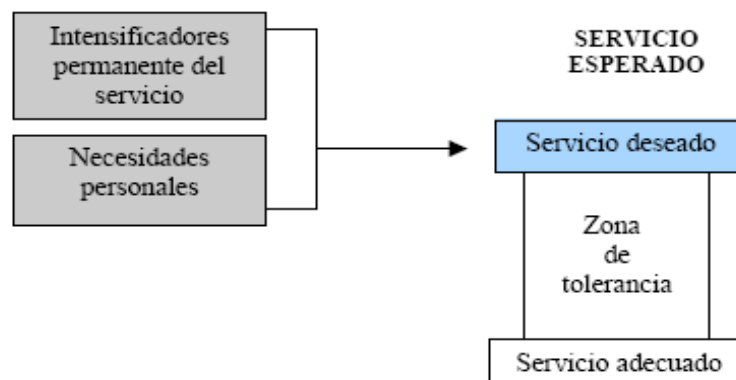 Intensificadores
permanente del
servicio
Necesidades
personales
SERVICIO
ESPERADO
Servicio deseado
Zona
de
tolerancia
Servicio adecuado